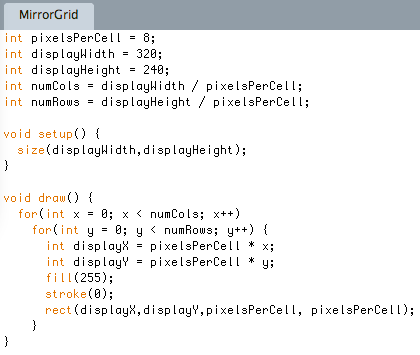 MirrorGrid
int pixelsPerCell = 8;
int displayWidth = 320;
int displayHeight = 240;
int numCols = displayWidth / pixelsPerCell;
int numRows = displayHeight / pixelsPerCell;
void setup() {
  size(displayWidth,displayHeight);
}
void draw() {
  for(int x = 0; x < numCols; x++)
    for(int y = 0; y < numRows; y++) {
      int displayX = pixelsPerCell * x;
      int displayY = pixelsPerCell * y;
      fill(255);
      stroke(0);
      rect(displayX,displayY,pixelsPerCell, pixelsPerCell);
    }
}